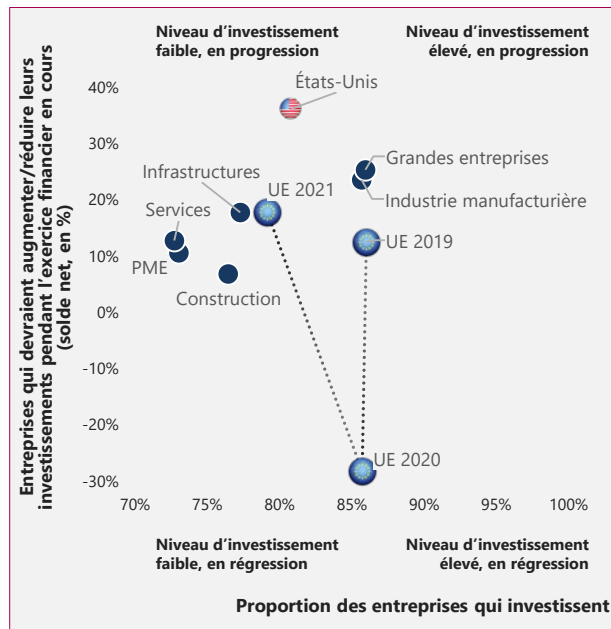 Niveau d’investissement
faible, en progression
Niveau d’investissement
élevé, en progression
Entreprises qui devraient augmenter/réduire leurs
investissements pendant l’exercice financier en cours
(solde net, en %)
40%
30%
20%
10%
0%
-10%
-20%
-30%
États-Unis
Grandes entreprises
Infrastructures
UE 2021
Industrie manufacturière
Services
UE 2019
PME
Construction
UE 2020
70%
75%
80%
85%
90%
95%
100%
Niveau d’investissement
faible, en régression
Niveau d’investissement
élevé, en régression
Proportion des entreprises qui investissent